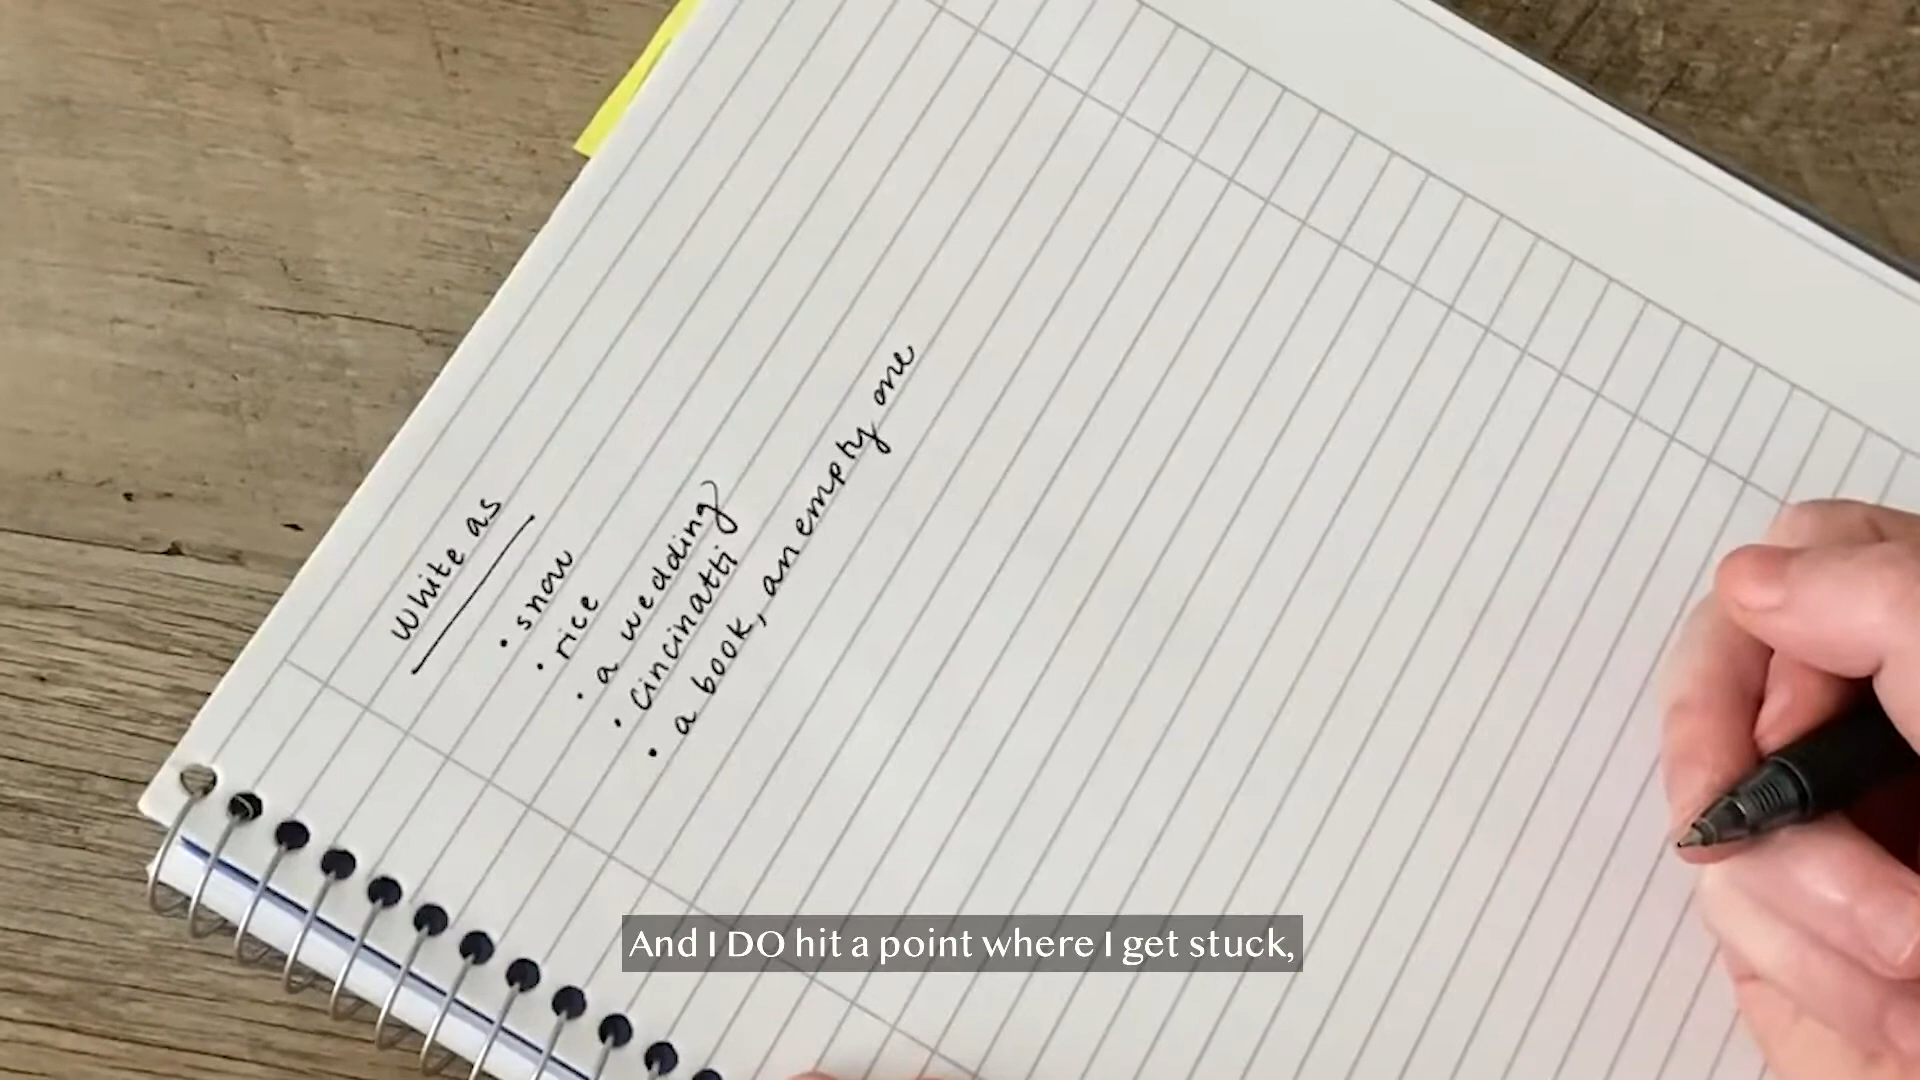 White as
• snow
• rice
• a wedding
• Cincinatti
• a book, an empty one
And I DO hit a point where I get stuck,